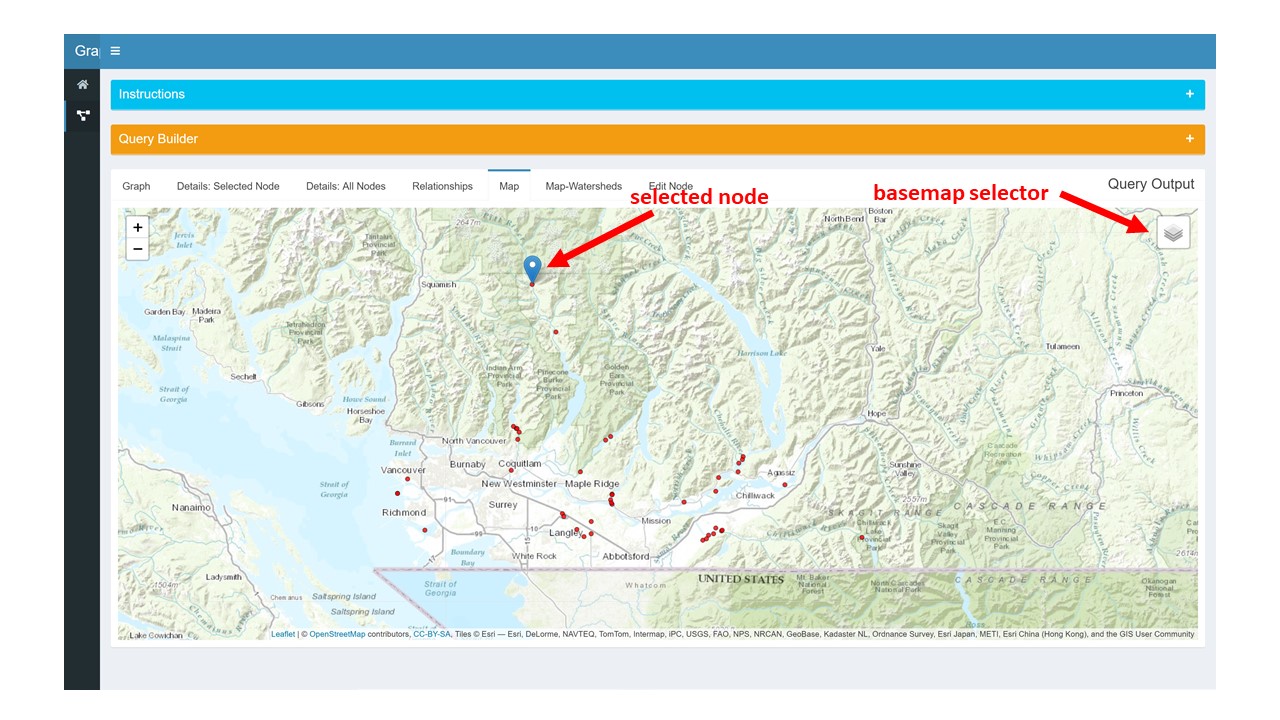 Gra
Instructions +
Query Builder +
Graph Details: Selected Node Details: All Nodes Relationships Map Map-Watersheds Edit Node Query Output
selected node basemap selector
+
−
2647m
North Bend
Boston
Bar
Jervis
Inlet
Provincial
Park
Squamish
Garden Bay
Madeira
Park
Tetrahedron
Provincial
Park
Malaspina
Strait
Harrison Lake
Yale
Tulameen
Indian Arm
Provincial
Park
Pinecone
Burke
Provincial
Park
Golden
Ears
Provincial
Park
Sechelt
Strait of
Georgia
Gibsons
Howe Sound
Horseshoe
Bay
Princeton
Hope
Burrard
Inlet
North Vancouver
Cascade
Recreation
Area
Vancouver
Burnaby
Coquitlam
Agassiz
Sunshine
Valley
Strait of
Georgia
New Westminster
Maple Ridge
Chilliwack
Nanaimo
91
Surrey
Richmond
2557m
CASCADE RANGE
SKAGIT RANGE
Mission
99
10
Langley
Chilliwack
Lake
Provincial
Park
Skagit
Valley
Provincial
Park
E.C.
Manning
Provincial
Park
17
Boundary
Bay
White Rock
Abbotsford
2614m
Ladysmith
1504m
Strait of
Georgia
Whatcom
UNITED STATES
Mt. Baker
National
Forest
North Cascades
National Park
CASCADE RANGE
Okanogan
National
Forest
Chemainus
Saltspring Island
Saltspring Island
Ross
Lake Cowichan
Leaflet | © OpenStreetMap contributors, CC-BY-SA, Tiles © Esri — Esri, DeLorme, NAVTEQ, TomTom, Intermap, iPC, USGS, FAO, NPS, NRCAN, GeoBase, Kadaster NL, Ordnance Survey, Esri Japan, METI, Esri China (Hong Kong), and the GIS User Community